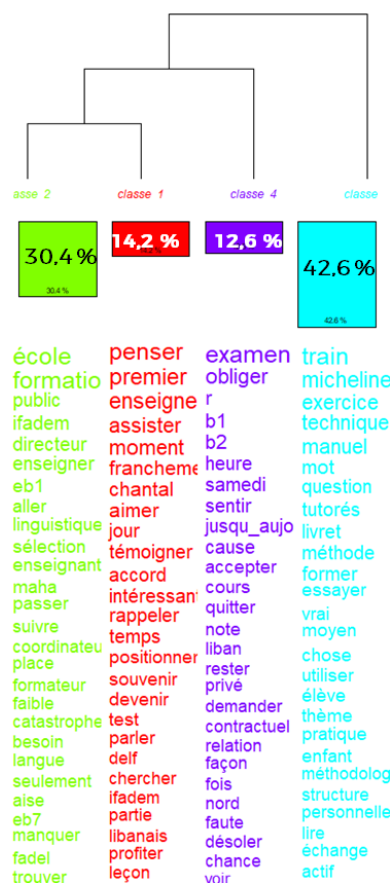 asse 2
classe 1
classe 4
classe
30,4 %
30.4 %
14,2 %
12,6 %
42,6 %
42.6 %
école
formatio
public
ifadem
directeur
enseigner
eb1
aller
linguistique
sélection
enseignant
maha
passer
suivre
coordinateu
place
formateur
faible
catastrophe
besoin
langue
seulement
aise
eb7
manquer
fadel
trouver
penser
premier
enseigne
assister
moment
francheme
chantal
aimer
jour
témoigner
accord
intéressan
rappeler
temps
positionner
souvenir
devenir
test
parler
delf
chercher
ifadem
partie
libanais
profiter
leçon
examen
obliger
r
b1
b2
heure
samedi
sentir
jusqu_aujo
cause
accepter
cours
quitter
note
liban
rester
privé
demander
contractuel
relation
façon
fois
nord
faute
désoler
chance
voir
train
micheline
exercice
technique
manuel
mot
question
tutorés
livret
méthode
former
essayer
vrai
moyen
chose
utiliser
élève
thème
pratique
enfant
méthodolog
structure
personnelle
lire
échange
actif